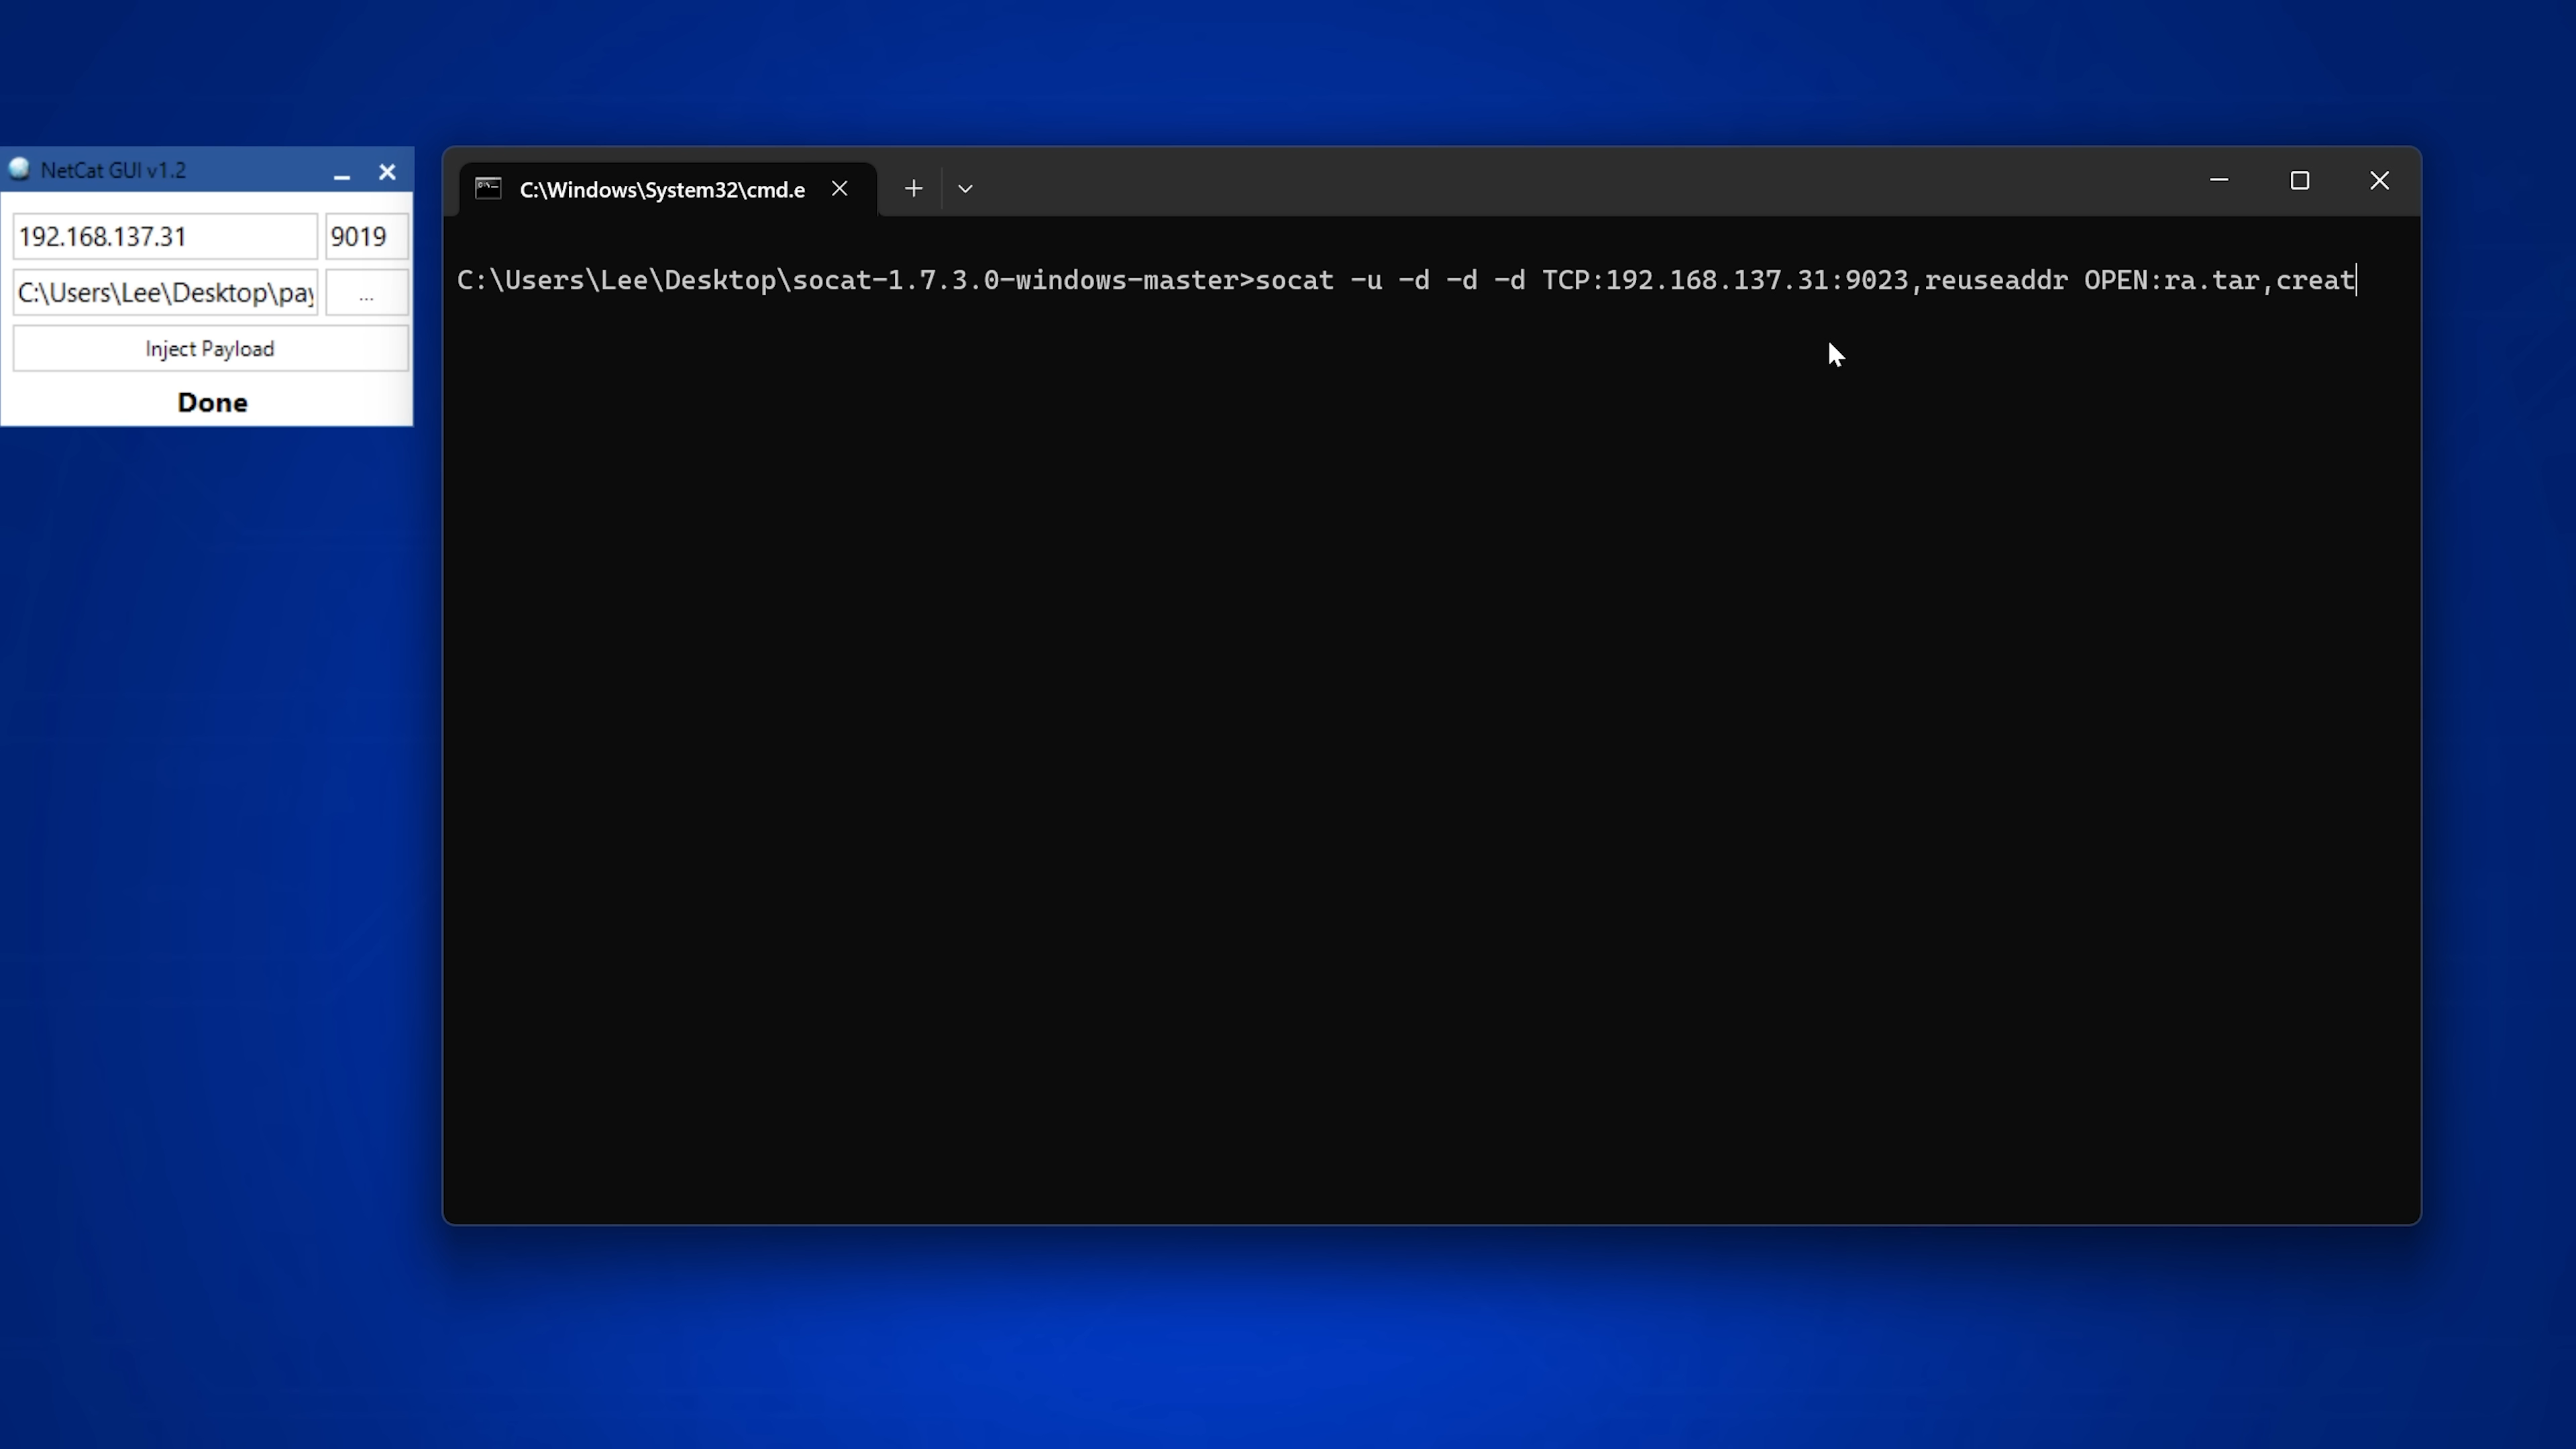 NetCat GUI v1.2
192.168.137.31
9019
C:\Users\Lee\Desktop\pay
...
Inject Payload
Done
C:\Windows\System32\cmd.e
C:\Users\Lee\Desktop\socat-1.7.3.0-windows-master>socat -u -d -d -d TCP:192.168.137.31:9023,reuseaddr OPEN:ra.tar,creat